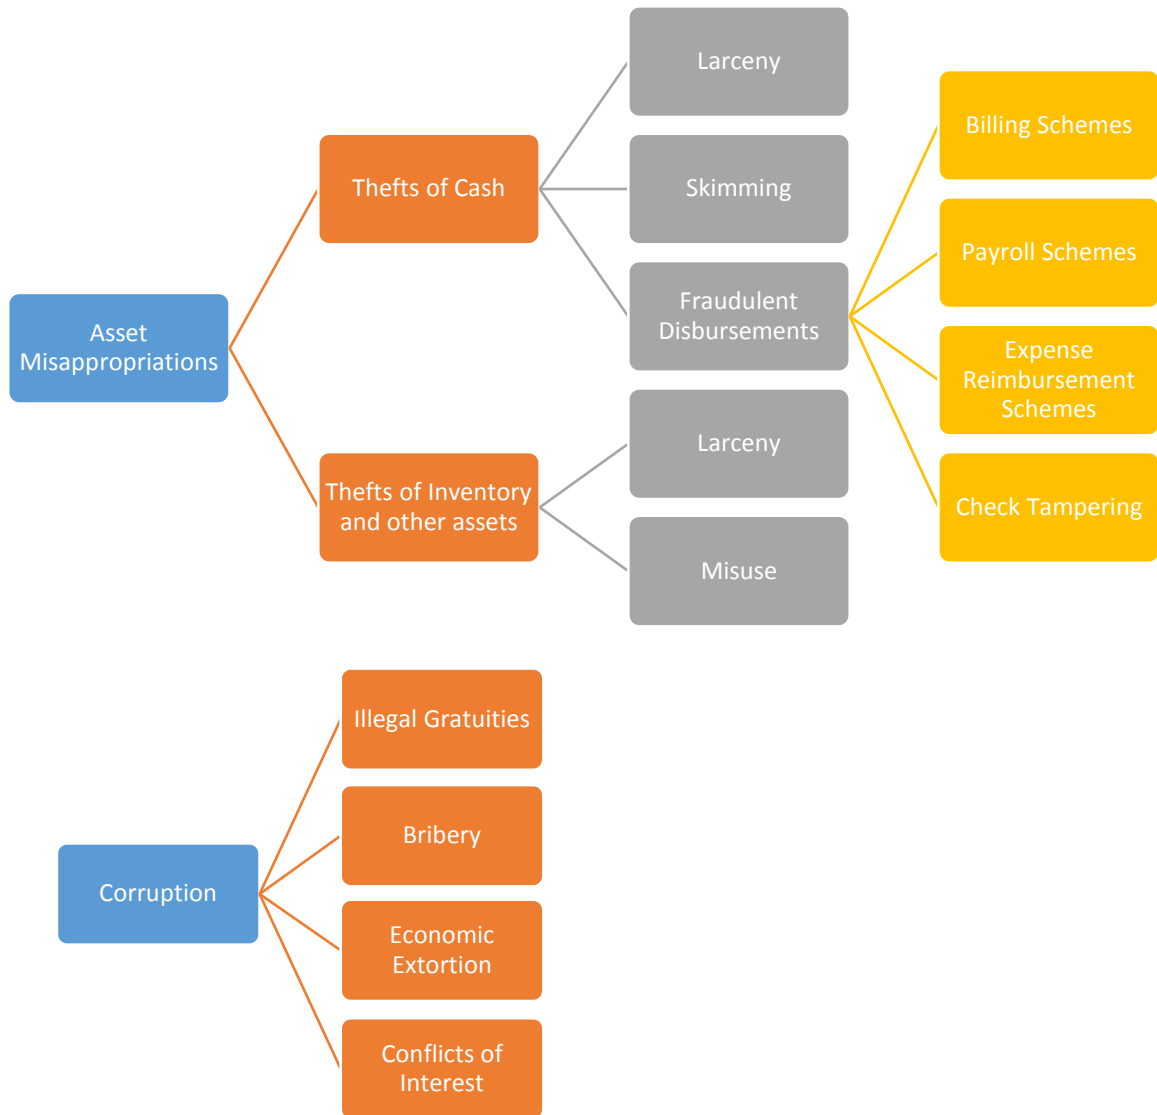 Larceny
Billing Schemes
Thefts of Cash
Skimming
Payroll Schemes
Fraudulent
Disbursements
Asset
Misappropriations
Expense
Reimbursement
Schemes
Larceny
Thefts of Inventory
and other assets
Check Tampering
Misuse
Illegal Gratuities
Bribery
Corruption
Economic
Extortion
Conflicts of
Interest